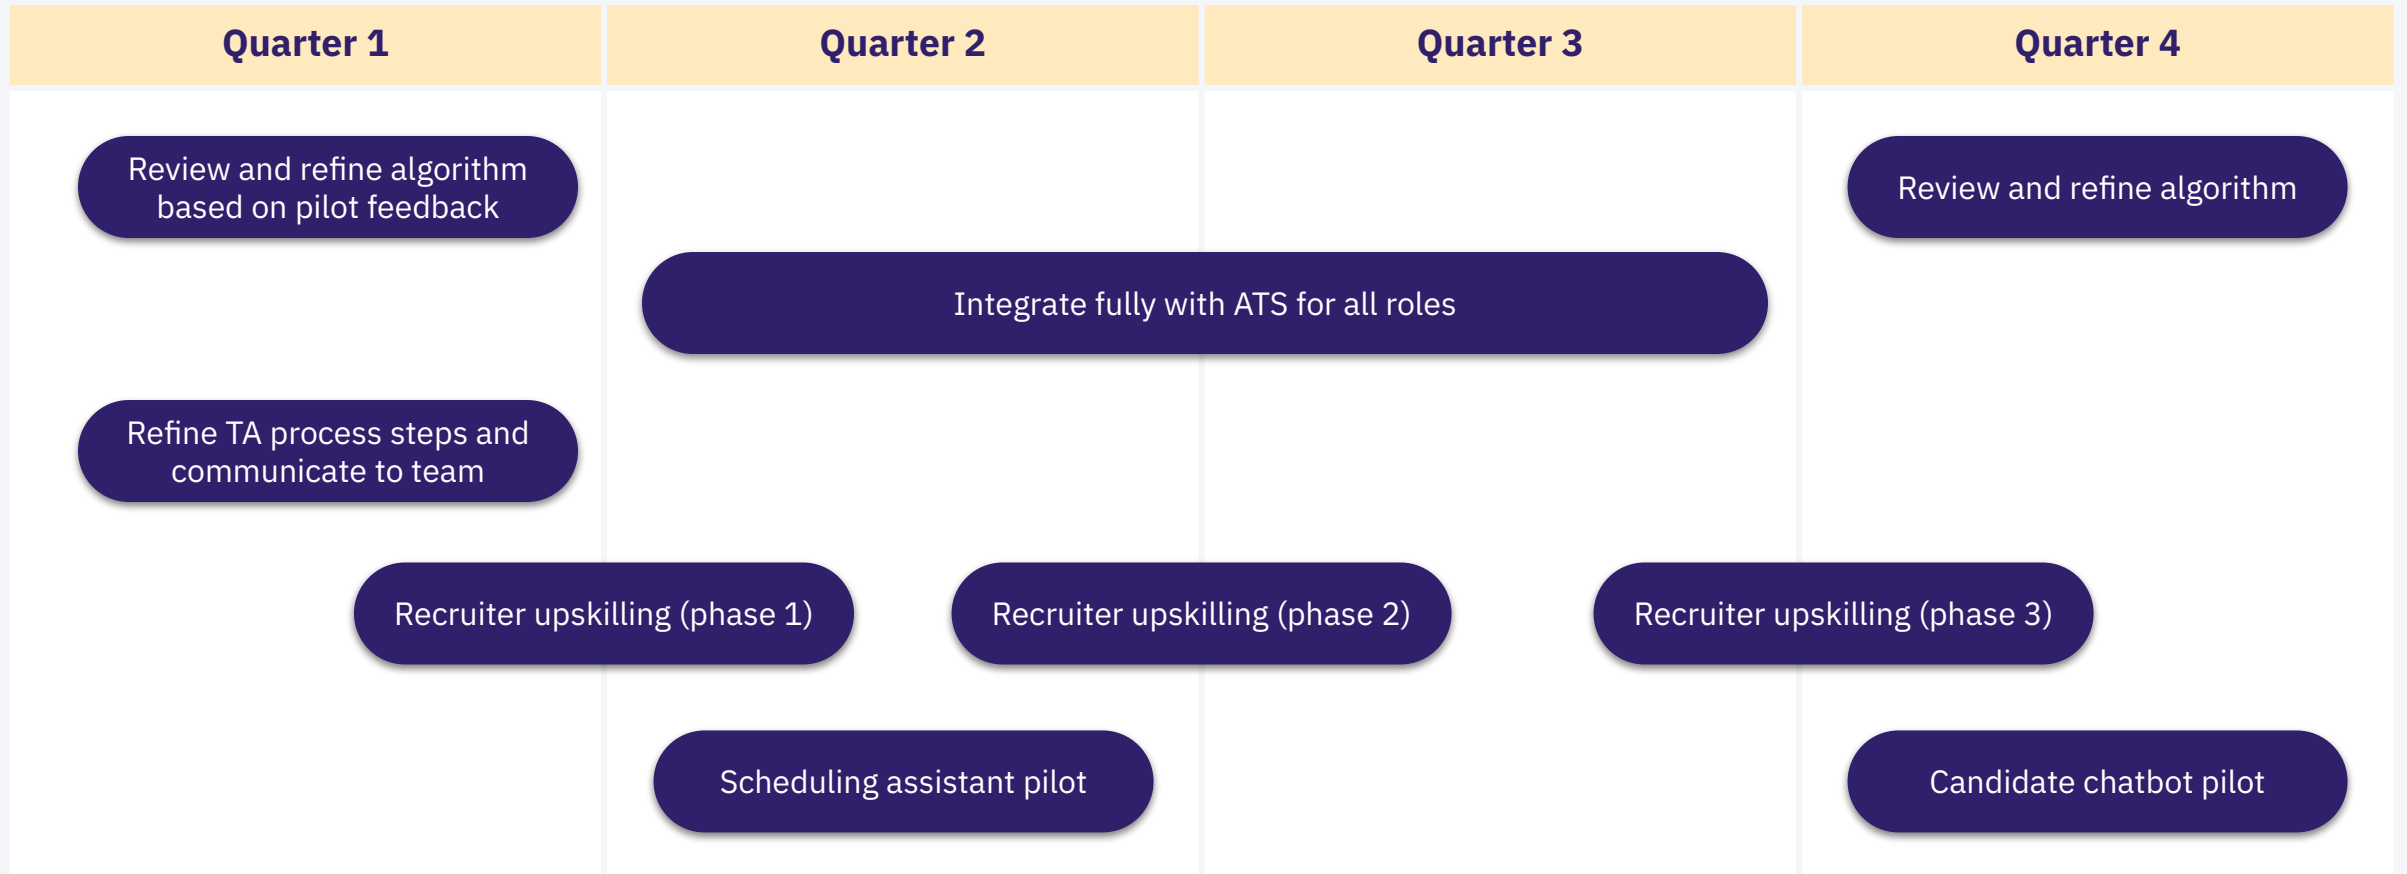 Quarter 1
Quarter 2
Quarter 3
Quarter 4
Review and refine algorithm
based on pilot feedback
Review and refine algorithm
Integrate fully with ATS for all roles
Refine TA process steps and
communicate to team
Recruiter upskilling (phase 1)
Recruiter upskilling (phase 2)
Recruiter upskilling (phase 3)
Scheduling assistant pilot
Candidate chatbot pilot